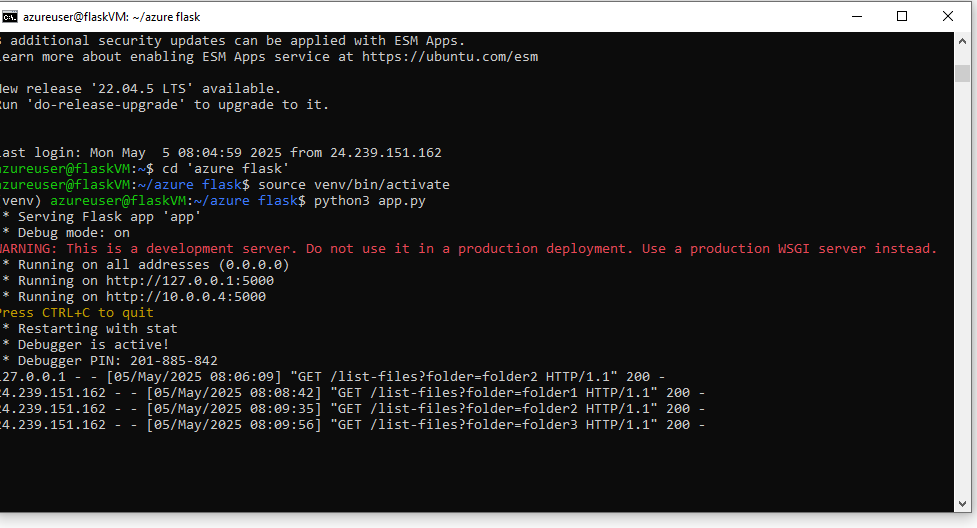 azureuser@flaskVM: ~/azure flask
additional security updates can be applied with ESM Apps.
earn more about enabling ESM Apps service at https://ubuntu.com/esm
ew release '22.04.5 LTS' available.
un 'do-release-upgrade' to upgrade to it.
ast login: Mon May  5 08:04:59 2025 from 24.239.151.162
azureuser@flaskVM:~$ cd 'azure flask'
azureuser@flaskVM:~/azure flask$ source venv/bin/activate
venv) azureuser@flaskVM:~/azure flask$ python3 app.py
* Serving Flask app 'app'
* Debug mode: on
WARNING: This is a development server. Do not use it in a production deployment. Use a production WSGI server instead.
* Running on all addresses (0.0.0.0)
* Running on http://127.0.0.1:5000
* Running on http://10.0.0.4:5000
Press CTRL+C to quit
* Restarting with stat
* Debugger is active!
* Debugger PIN: 201-885-842
127.0.0.1 - - [05/May/2025 08:06:09] "GET /list-files?folder=folder2 HTTP/1.1" 200 -
24.239.151.162 - - [05/May/2025 08:08:42] "GET /list-files?folder=folder1 HTTP/1.1" 200 -
24.239.151.162 - - [05/May/2025 08:09:35] "GET /list-files?folder=folder2 HTTP/1.1" 200 -
24.239.151.162 - - [05/May/2025 08:09:56] "GET /list-files?folder=folder3 HTTP/1.1" 200 -